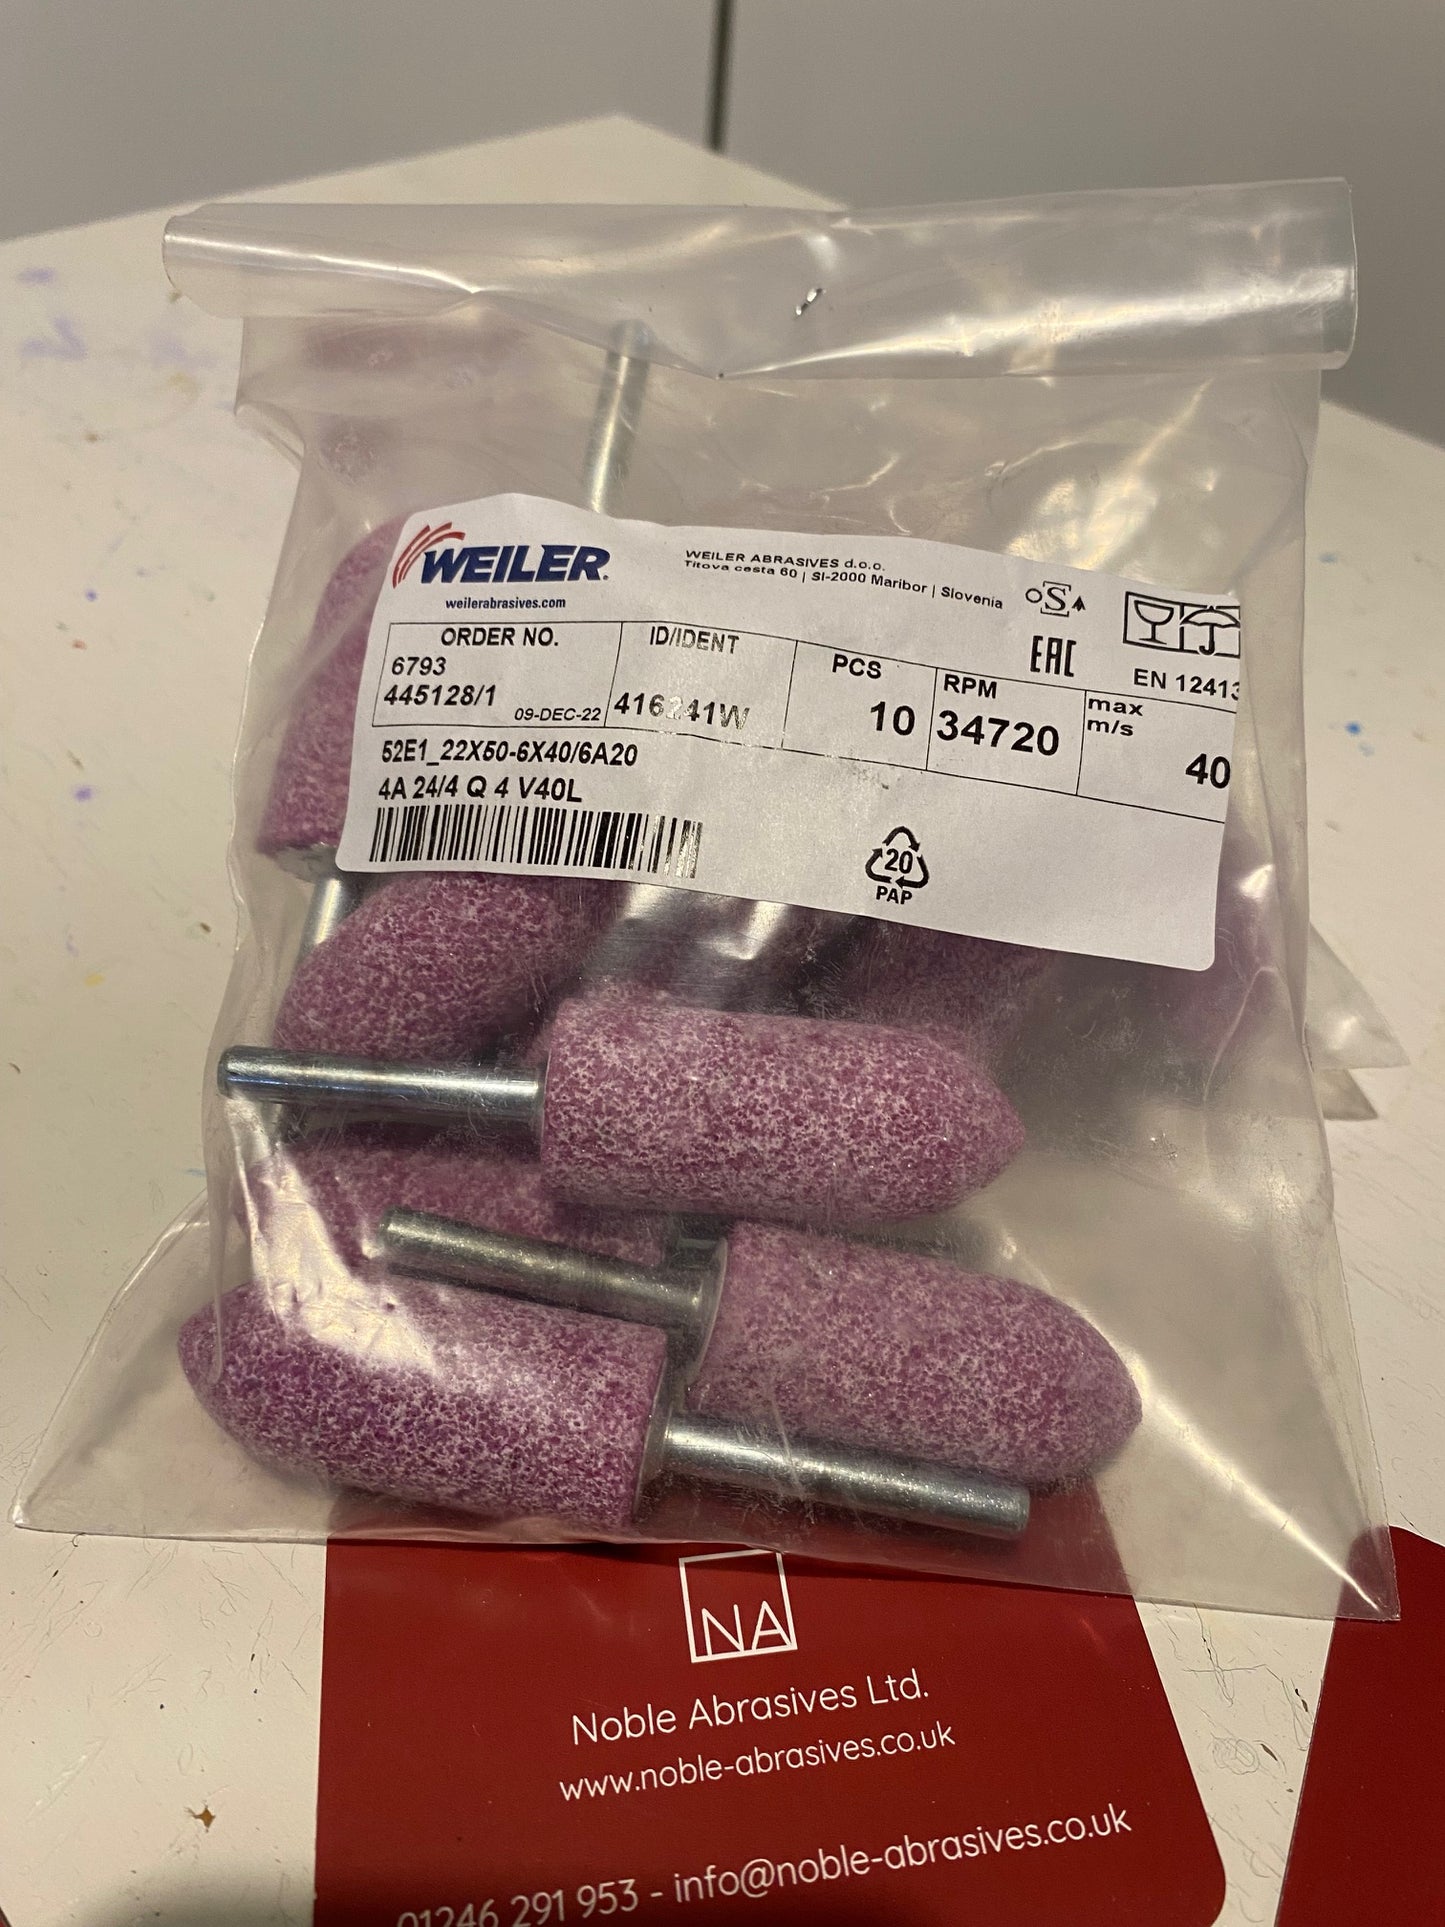 WEILER
weilerabrasives.com
WEILER ABRASIVES d.o.o.
Titova cesta 60 | SI-2000 Maribor | Slovenia
oSa
EAC
EN 12413
ORDER NO.
6793
445128/1
09-DEC-22
ID/IDENT
416241W
PCS
10
RPM
34720
max
m/s
40
52E1_22X50-6X40/6A20
4A 24/4 Q 4 V40L
20
PAP
NA
Noble Abrasives Ltd.
www.noble-abrasives.co.uk
01246 291 953 - info@noble-abrasives.co.uk